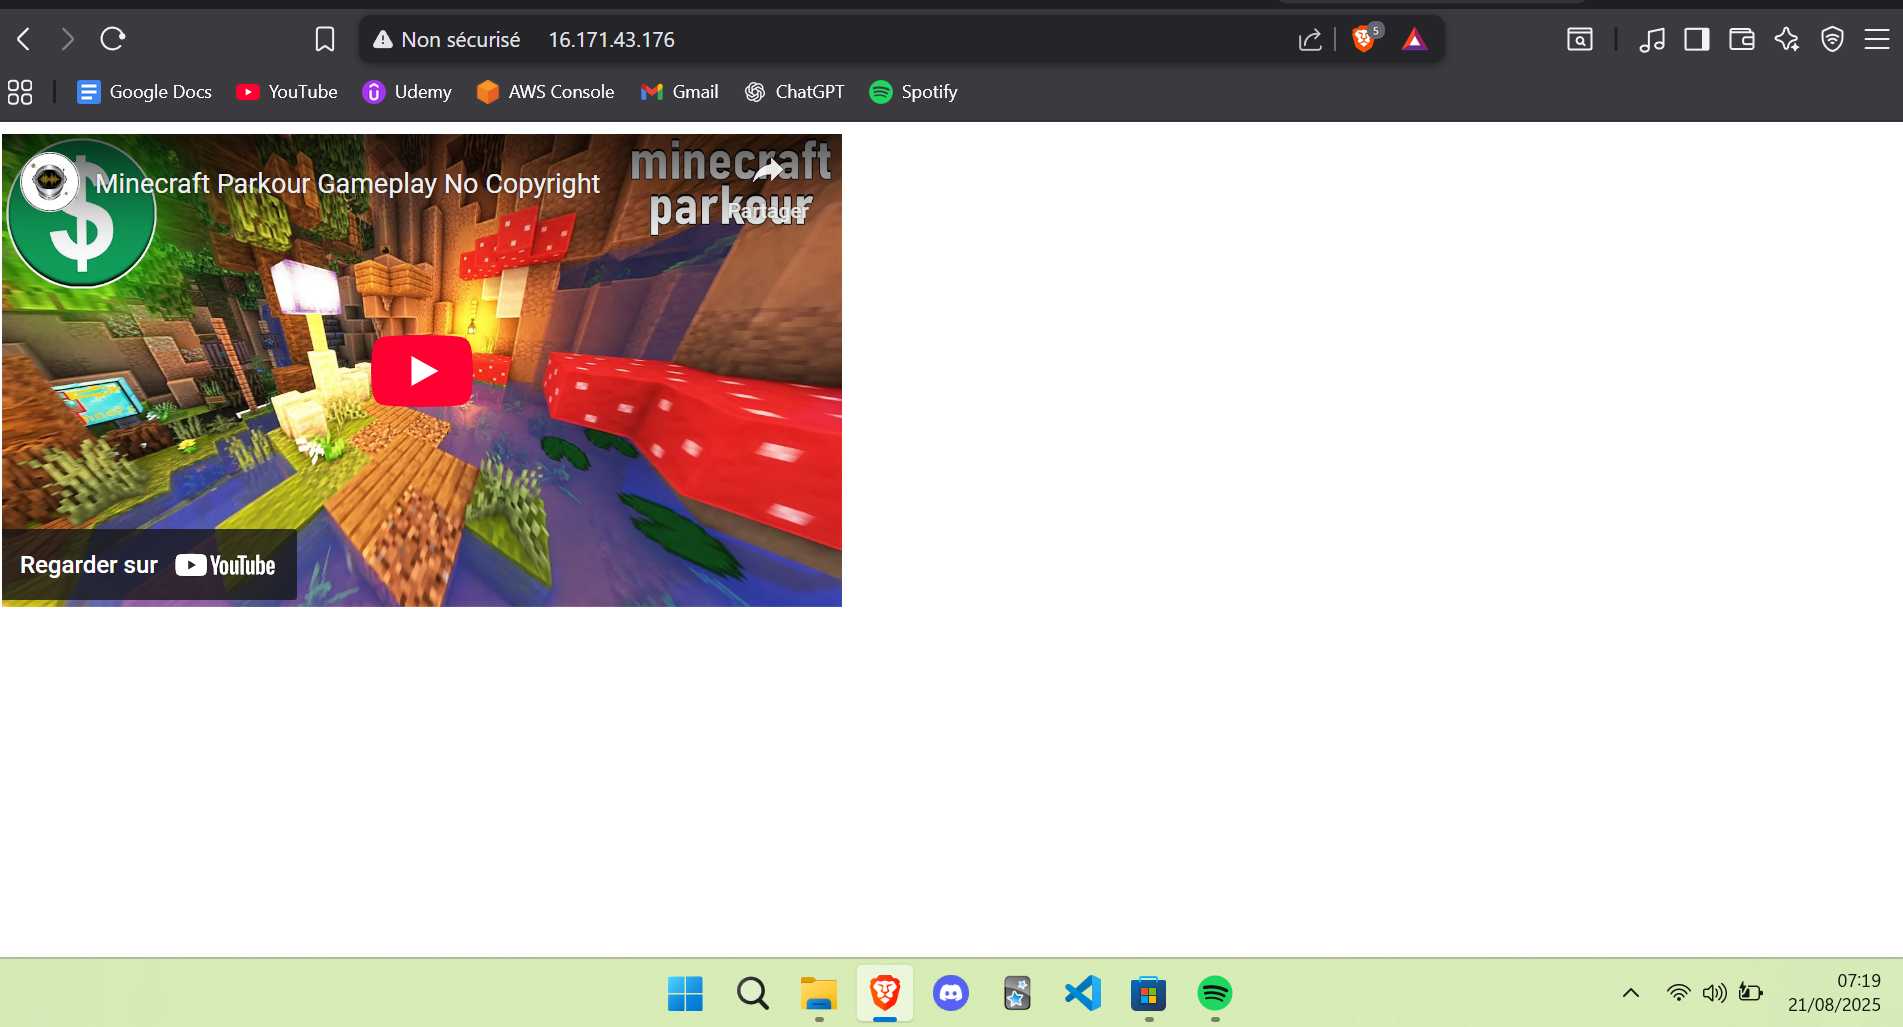 Non sécurisé 16.171.43.176
5
Google Docs YouTube Udemy AWS Console Gmail ChatGPT Spotify
Minecraft Parkour Gameplay No Copyright
minecraft
parkour
Partager
$
Regarder sur YouTube
07:19
21/08/2025